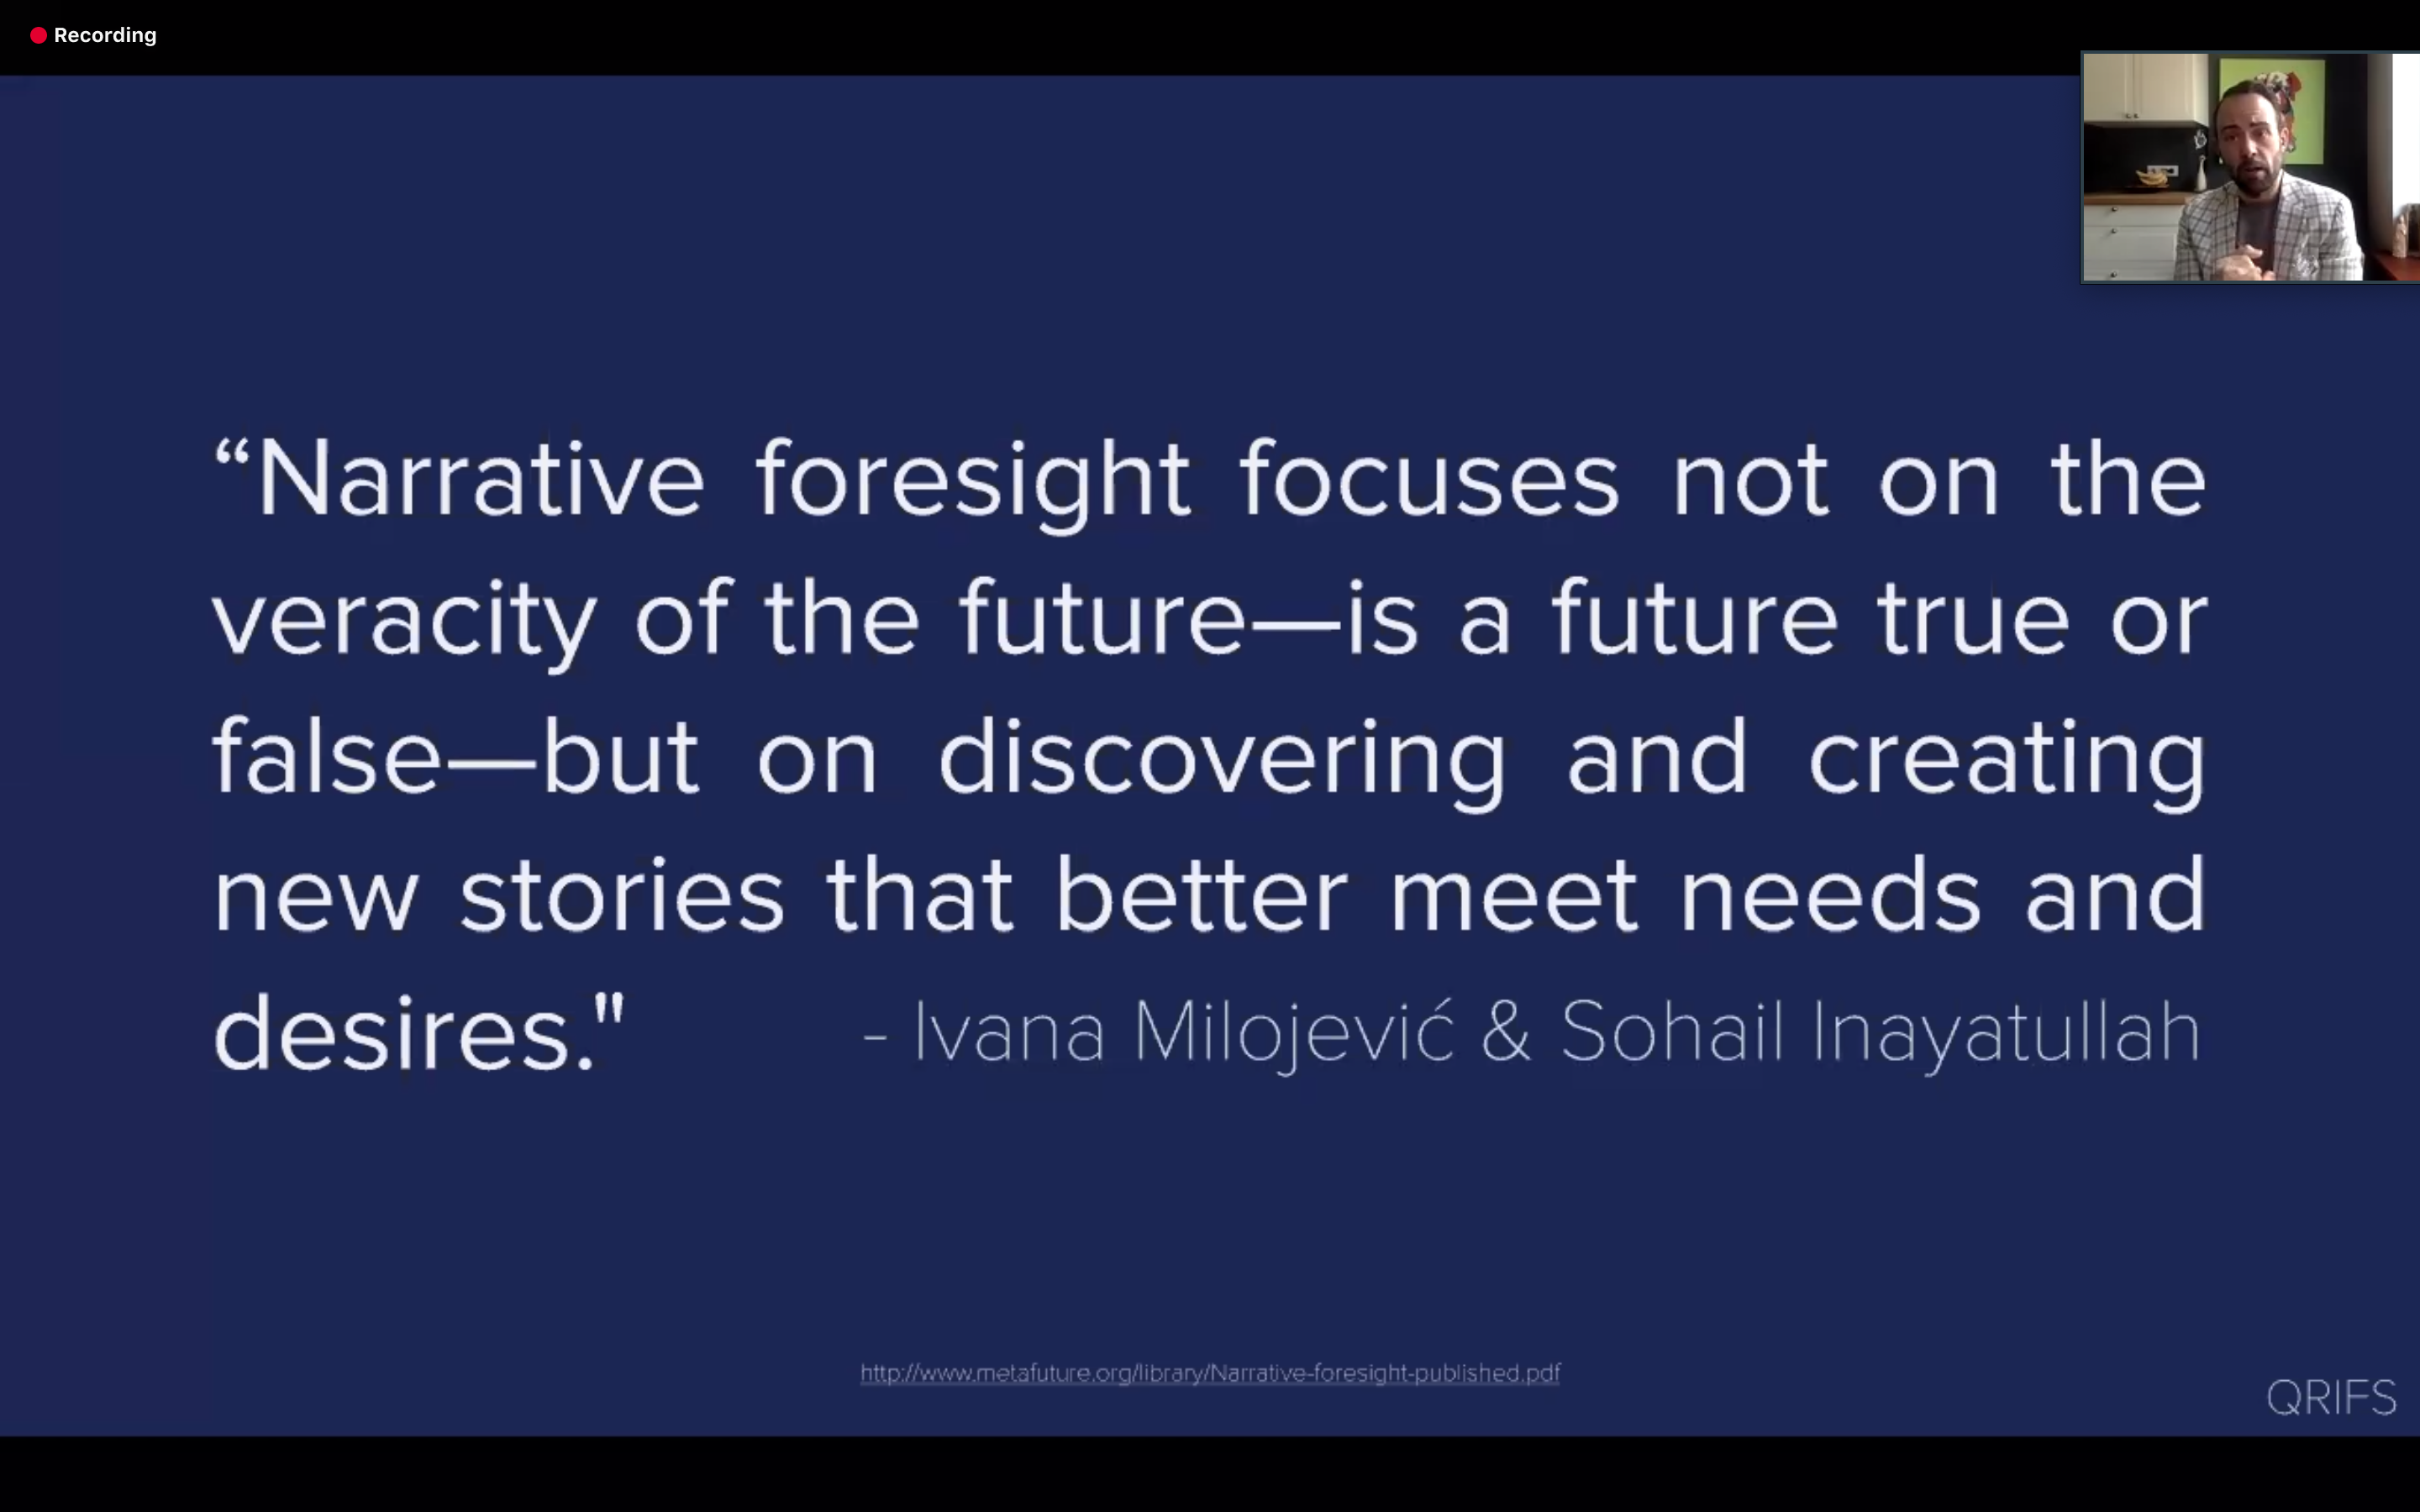 Recording
“Narrative foresight focuses not on the
veracity of the future—is a future true or
false—but on discovering and creating
new stories that better meet needs and
desires."
- Ivana Milojević & Sohail Inayatullah
http://www.metafuture.org/library/Narrative-foresight-published.pdf
QRIFS